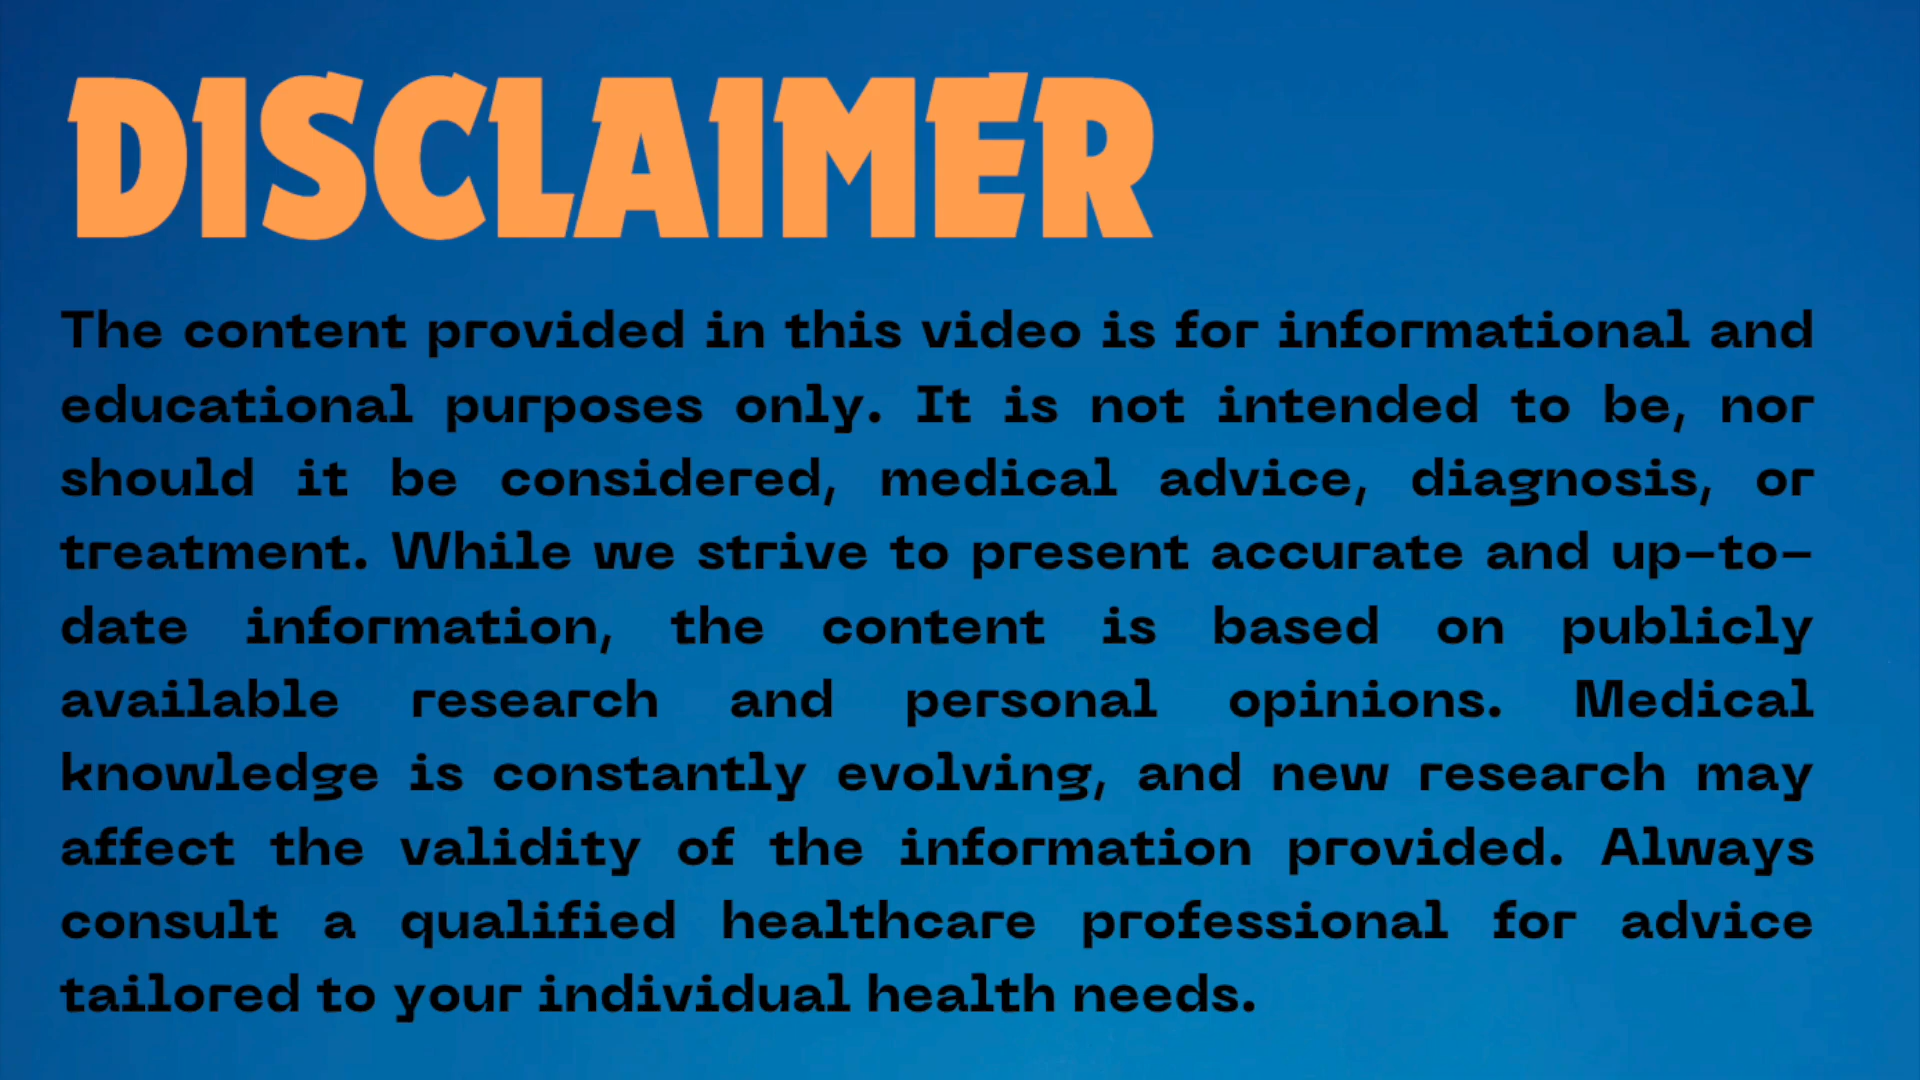 DISCLAIMER
The content provided in this video is for informational and
educational purposes only. It is not intended to be, nor
should it be considered, medical advice, diagnosis, or
treatment. While we strive to present accurate and up-to-
date information, the content is based on publicly
available research and personal opinions. Medical
knowledge is constantly evolving, and new research may
affect the validity of the information provided. Always
consult a qualified healthcare professional for advice
tailored to your individual health needs.